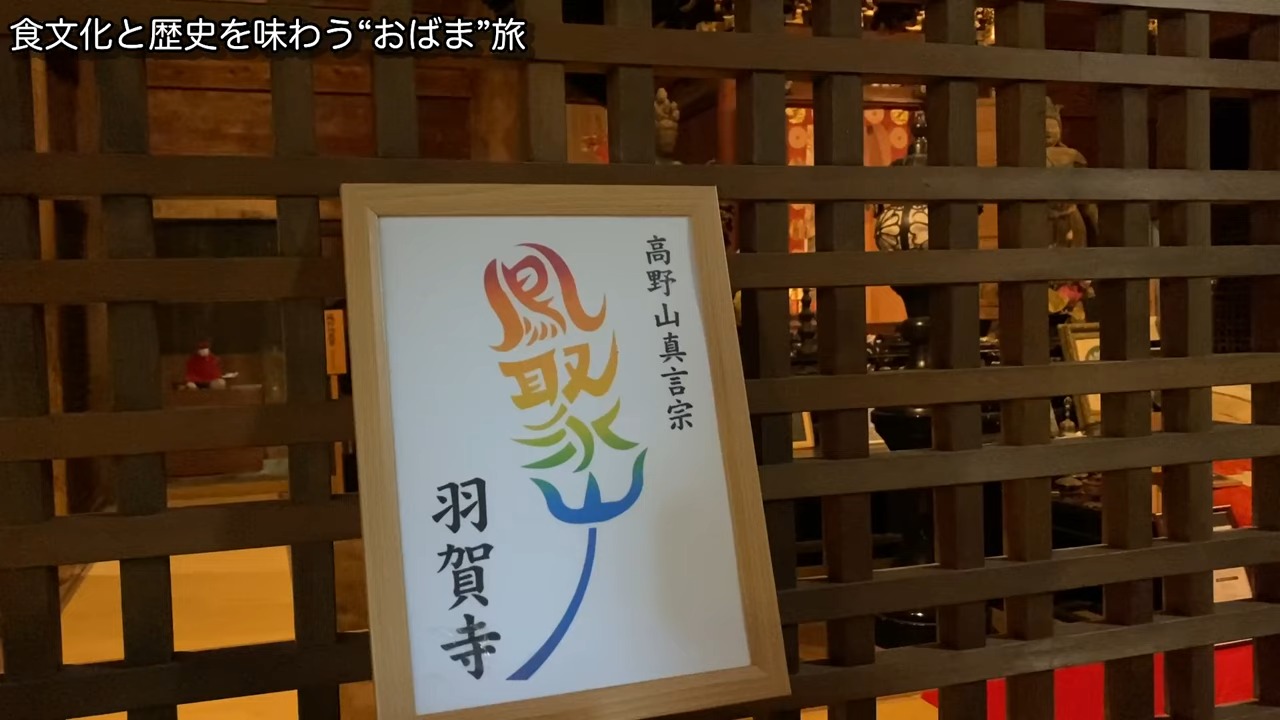 食文化と歴史を味わう“おばま”旅
高野山真言宗
鳳聚山
羽賀寺